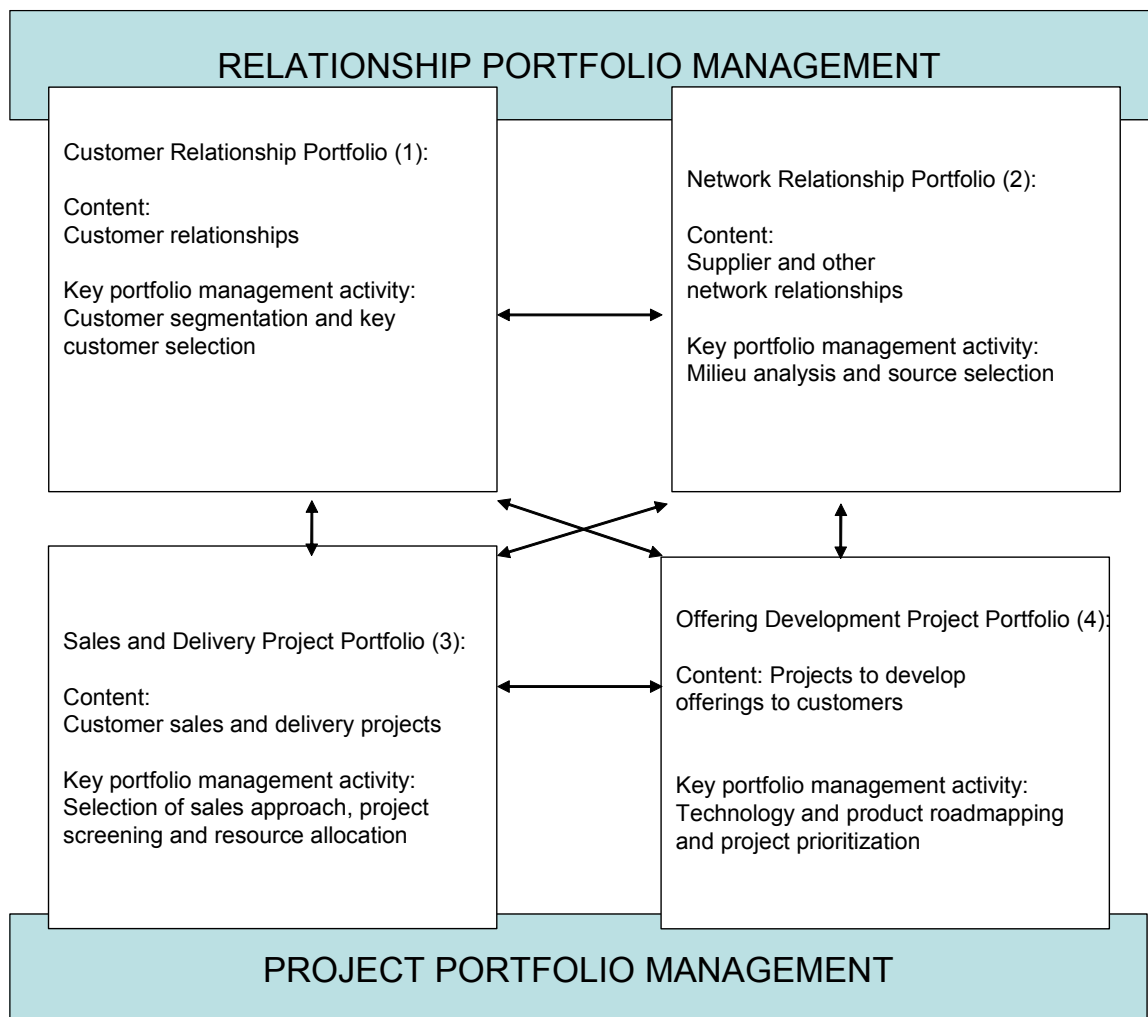 RELATIONSHIP PORTFOLIO MANAGEMENT
Customer Relationship Portfolio (1):
Content:
Customer relationships
Key portfolio management activity:
Customer segmentation and key
customer selection
Network Relationship Portfolio (2):
Content:
Supplier and other
network relationships
Key portfolio management activity:
Milieu analysis and source selection
Sales and Delivery Project Portfolio (3):
Content:
Customer sales and delivery projects
Key portfolio management activity:
Selection of sales approach, project
screening and resource allocation
Offering Development Project Portfolio (4):
Content: Projects to develop
offerings to customers
Key portfolio management activity:
Technology and product roadmapping
and project prioritization
PROJECT PORTFOLIO MANAGEMENT